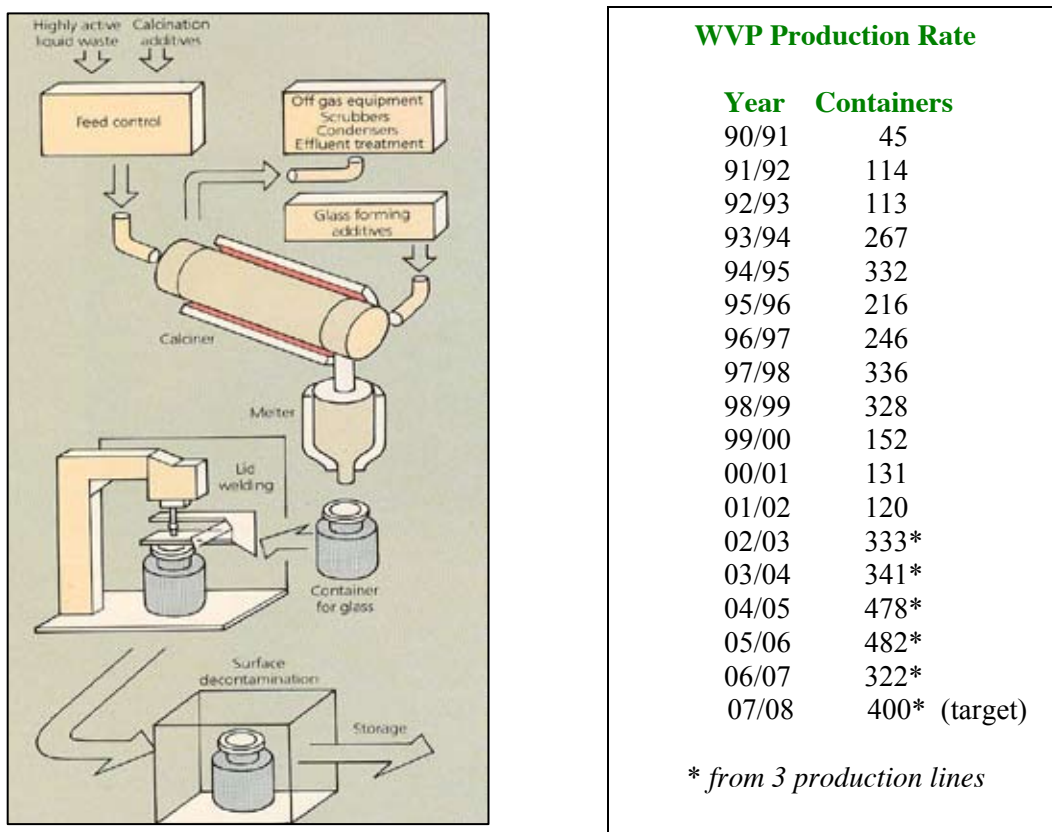 Highly active
liquid waste
Calcination
additives
Feed control
Off gas equipment
Scrubbers
Condensers
Effluent treatment
Glass forming
additives
Calciner
Melter
Lid
welding
Container
for glass
Surface
decontamination
Storage
WVP Production Rate
Year Containers
90/91 45
91/92 114
92/93 113
93/94 267
94/95 332
95/96 216
96/97 246
97/98 336
98/99 328
99/00 152
00/01 131
01/02 120
02/03 333*
03/04 341*
04/05 478*
05/06 482*
06/07 322*
07/08 400* (target)
* from 3 production lines